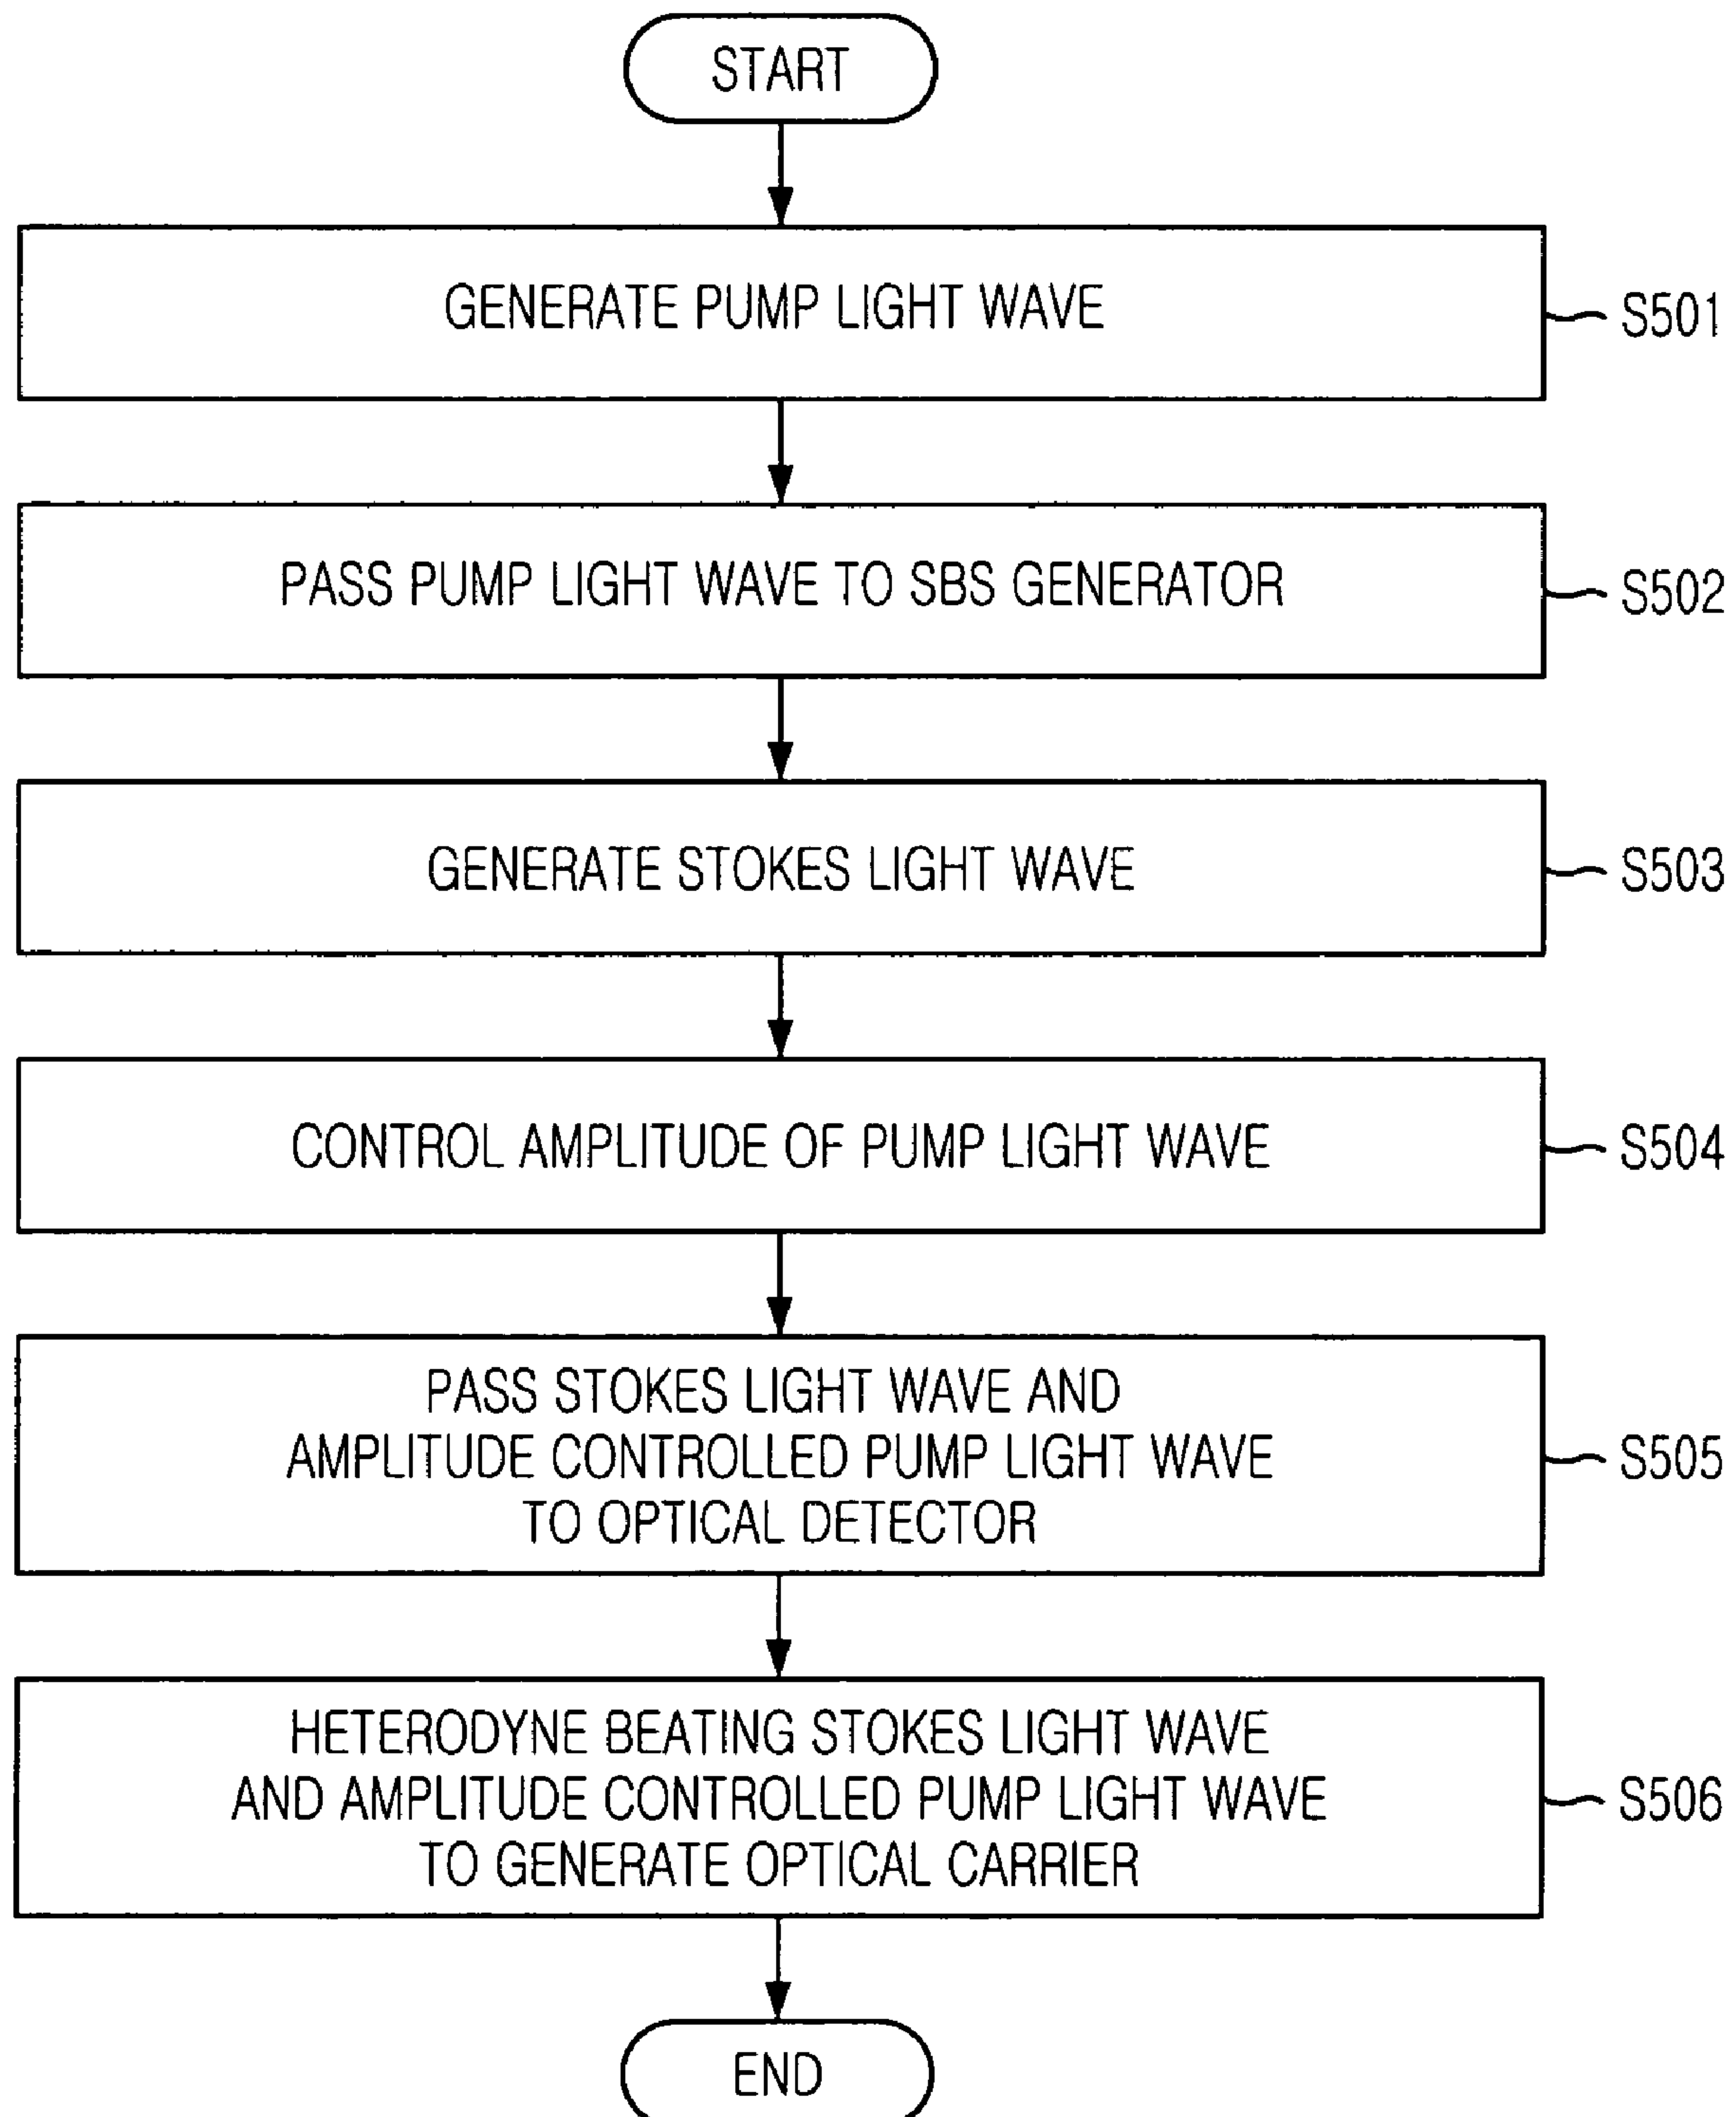 START
GENERATE PUMP LIGHT WAVE
S501
PASS PUMP LIGHT WAVE TO SBS GENERATOR
S502
GENERATE STOKES LIGHT WAVE
S503
CONTROL AMPLITUDE OF PUMP LIGHT WAVE
S504
PASS STOKES LIGHT WAVE AND
AMPLITUDE CONTROLLED PUMP LIGHT WAVE
TO OPTICAL DETECTOR
S505
HETERODYNE BEATING STOKES LIGHT WAVE
AND AMPLITUDE CONTROLLED PUMP LIGHT WAVE
TO GENERATE OPTICAL CARRIER
S506
END